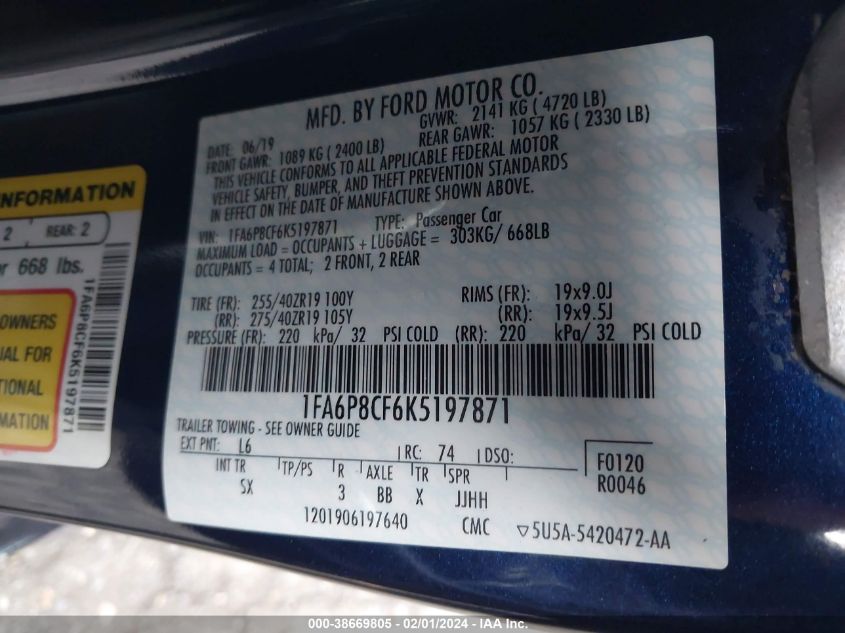 MFD. BY FORD MOTOR CO.
DATE: 06/19 GVWR: 2141 KG ( 4720 LB)
FRONT GAWR: 1089 KG ( 2400 LB) REAR GAWR: 1057 KG ( 2330 LB)
THIS VEHICLE CONFORMS TO ALL APPLICABLE FEDERAL MOTOR
VEHICLE SAFETY, BUMPER, AND THEFT PREVENTION STANDARDS
IN EFFECT ON THE DATE OF MANUFACTURE SHOWN ABOVE.
VIN: 1FA6P8CF6K5197871 TYPE: Passenger Car
MAXIMUM LOAD = OCCUPANTS + LUGGAGE = 303KG/ 668LB
OCCUPANTS = 4 TOTAL; 2 FRONT, 2 REAR
TIRE (FR): 255/40ZR19 100Y RIMS (FR): 19x9.0J
(RR): 275/40ZR19 105Y (RR): 19x9.5J
PRESSURE (FR): 220 kPa/ 32 PSI COLD (RR): 220 kPa/ 32 PSI COLD
1FA6P8CF6K5197871
TRAILER TOWING - SEE OWNER GUIDE
EXT PNT: L6 RC: 74 DSO: F0120
INT TR TP/PS R AXLE TR SPR R0046
SX 3 BB X JJHH
1201906197640 CMC ▽5U5A-5420472-AA
INFORMATION
2 REAR: 2
or 668 lbs.
OWNERS
UAL FOR
TIONAL
MATION
1FA6P8CF6K5197871
000-38669805 - 02/01/2024 - IAA Inc.